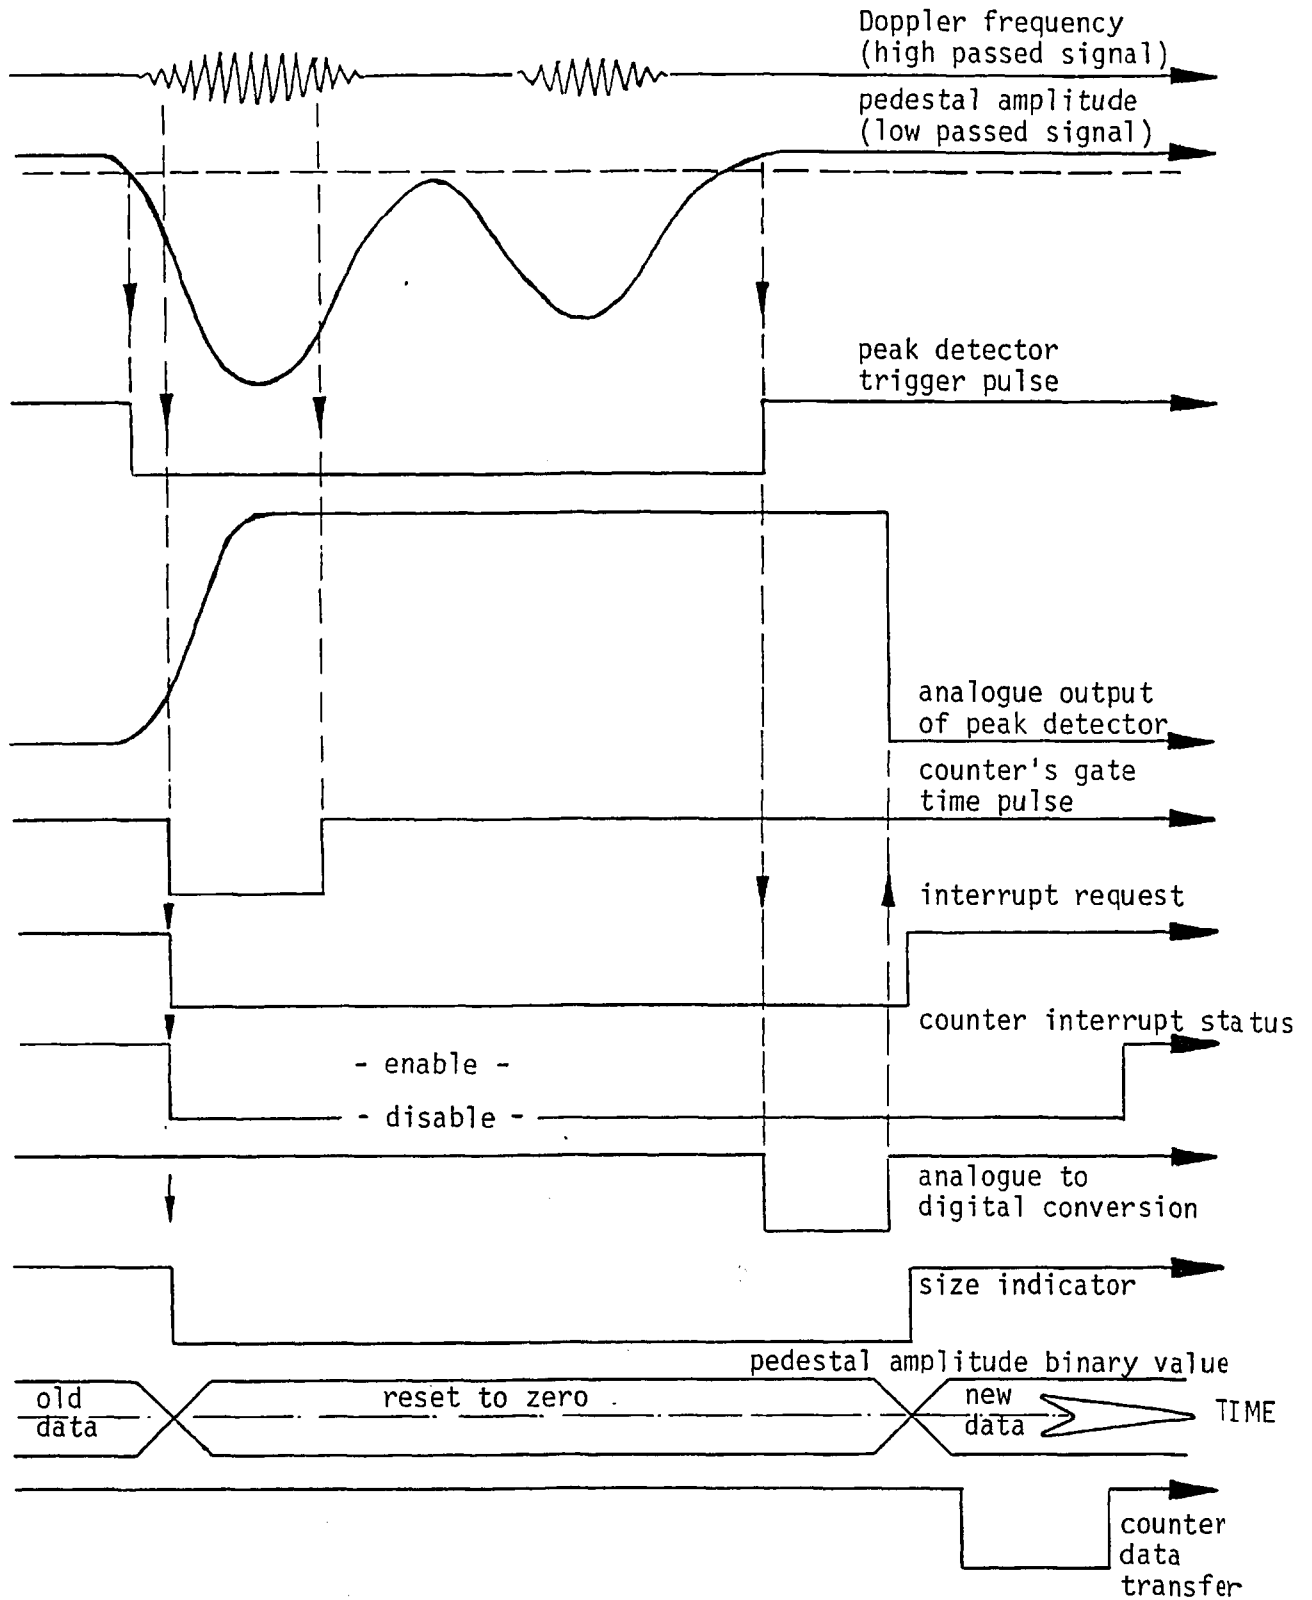 Doppler frequency
(high passed signal)
pedestal amplitude
(low passed signal)
peak detector
trigger pulse
analogue output
of peak detector
counter's gate
time pulse
interrupt request
counter interrupt status
- enable -
- disable -
analogue to
digital conversion
size indicator
pedestal amplitude binary value
old
data
reset to zero
new
data
TIME
counter
data
transfer